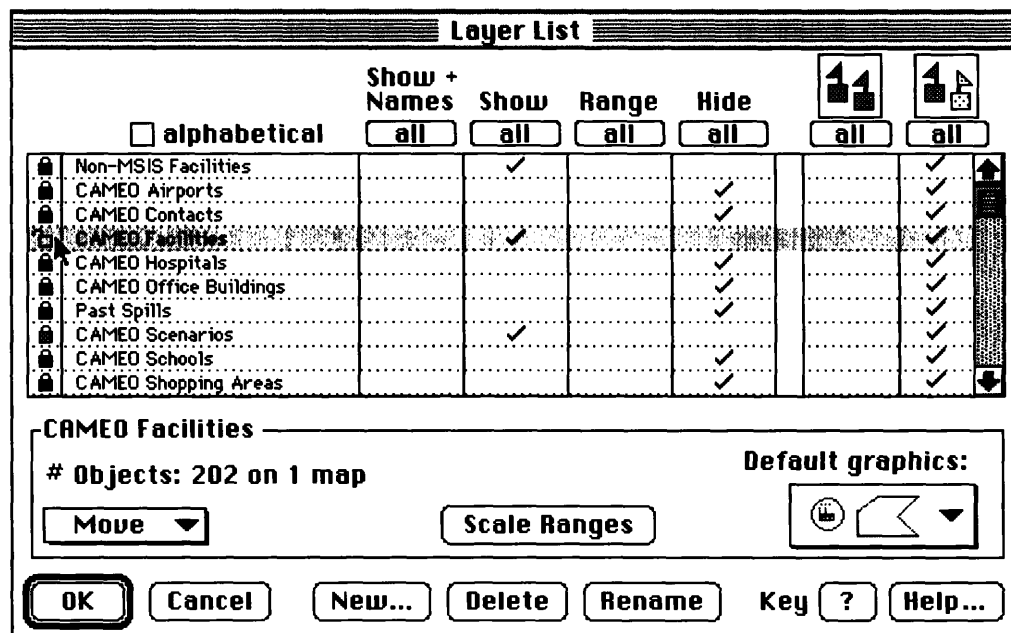 Layer List
Show +
Names Show Range Hide
alphabetical all all all all all all
Non-MSIS Facilities
CAMEO Airports
CAMEO Contacts
CAMEO Facilities
CAMEO Hospitals
CAMEO Office Buildings
Past Spills
CAMEO Scenarios
CAMEO Schools
CAMEO Shopping Areas
CAMEO Facilities
# Objects: 202 on 1 map
Default graphics:
Move Scale Ranges
OK Cancel New... Delete Rename Key ? Help...